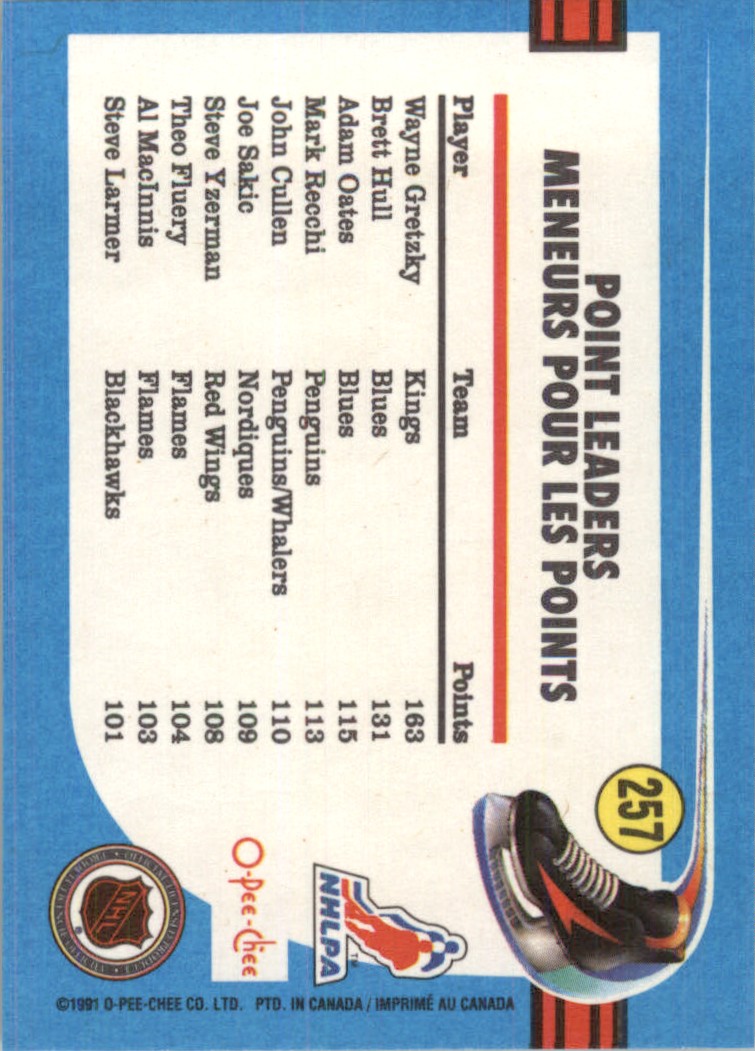 257
POINT LEADERS
MENEURS POUR LES POINTS
Player Team Points
Wayne Gretzky Kings 163
Brett Hull Blues 131
Adam Oates Blues 115
Mark Recchi Penguins 113
John Cullen Penguins/Whalers 110
Joe Sakic Nordiques 109
Steve Yzerman Red Wings 108
Theo Fluery Flames 104
Al MacInnis Flames 103
Steve Larmer Blackhawks 101
NHLPA TM
O-Pee-Chee
NHL
©1991 O-PEE-CHEE CO. LTD. PTD. IN CANADA / IMPRIMÉ AU CANADA